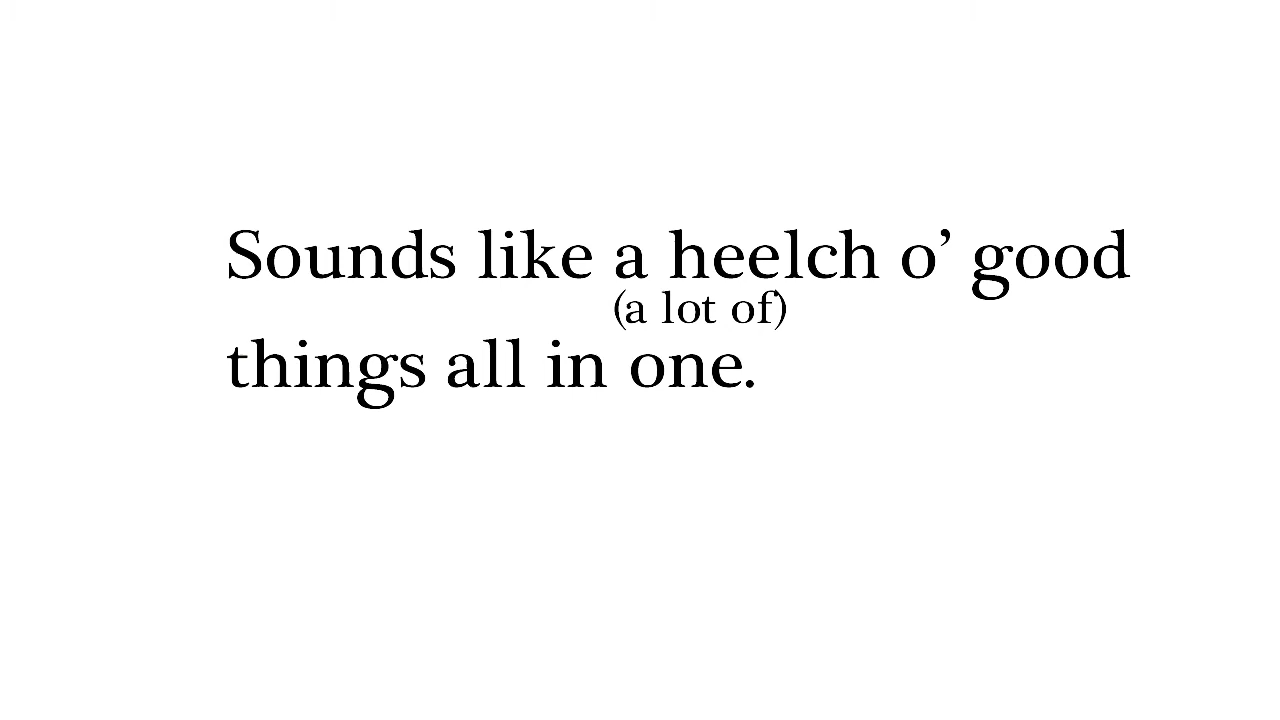 Sounds like a heelch o’ good
(a lot of)
things all in one.